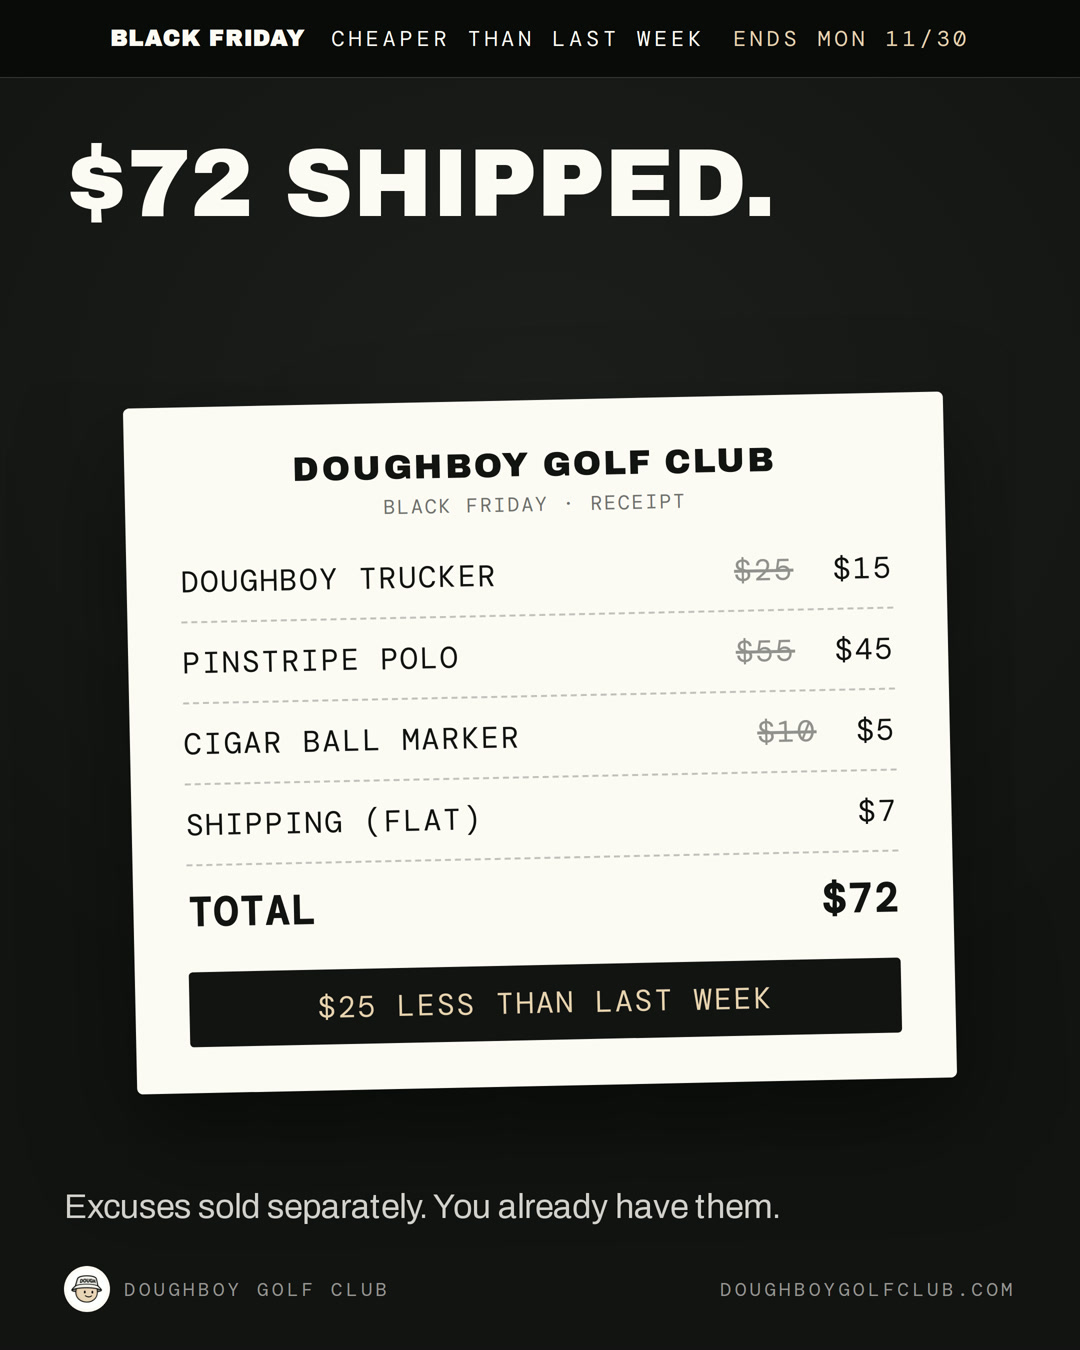 BLACK FRIDAY CHEAPER THAN LAST WEEK ENDS MON 11/30
$72 SHIPPED.
DOUGHBOY GOLF CLUB
BLACK FRIDAY · RECEIPT
DOUGHBOY TRUCKER $25 $15
PINSTRIPE POLO $55 $45
CIGAR BALL MARKER $10 $5
SHIPPING (FLAT) $7
TOTAL $72
$25 LESS THAN LAST WEEK
Excuses sold separately. You already have them.
DOUGH
DOUGHBOY GOLF CLUB DOUGHBOYGOLFCLUB.COM